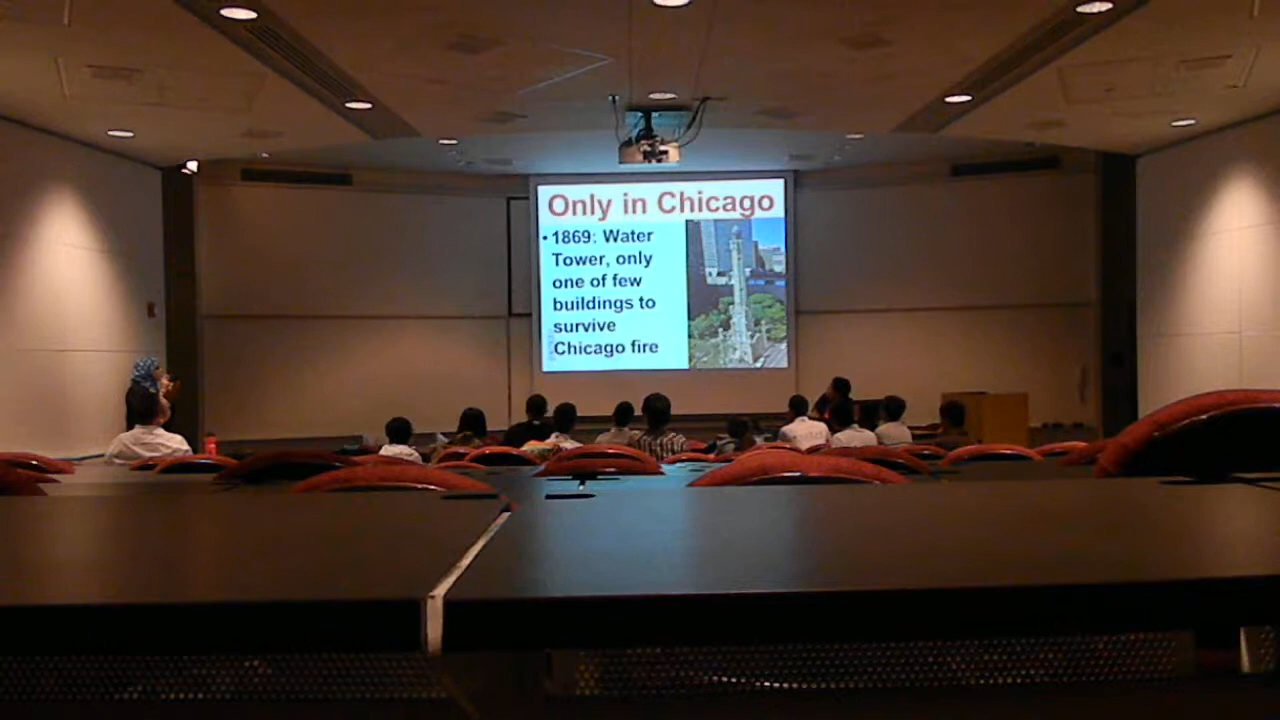 Only in Chicago
• 1869: Water
Tower, only
one of few
buildings to
survive
Chicago fire